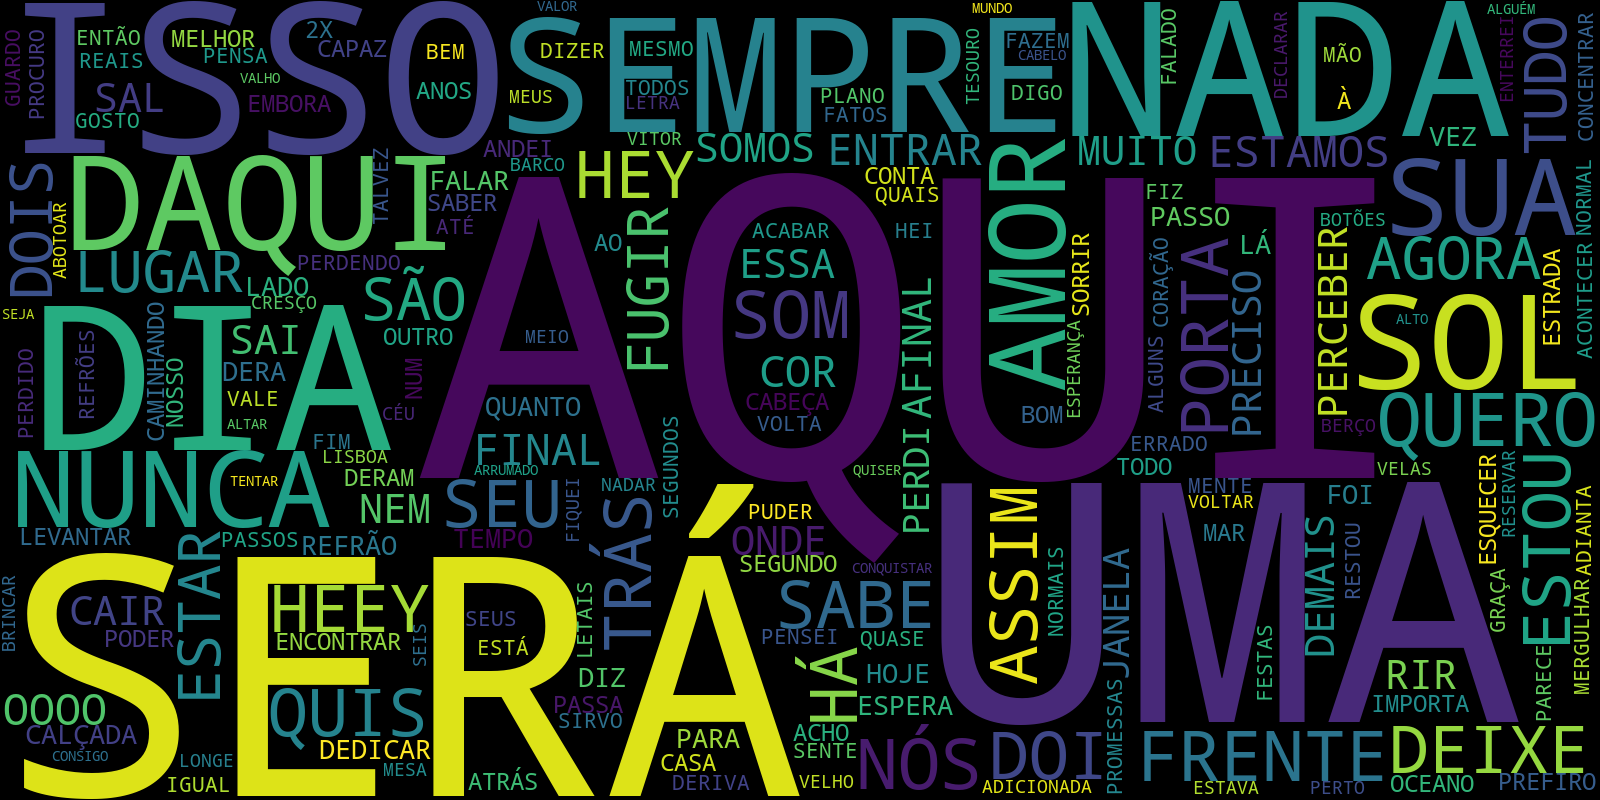 ISSO
SEMPRE
NADA
AQUI
SERÁ
UMA
DIA
DAQUI
NUNCA
SOL
SUA
AMOR
TUDO
DOIS
LUGAR
HEY
FUGIR
SÃO
SOM
COR
ESSA
SOMOS
ENTRAR
MUITO
ESTAMOS
AGORA
QUERO
PORTA
PRECISO
PERCEBER
ESTOU
FRENTE
DEIXE
NÓS
DOI
HÁ
SABE
ASSIM
JANELA
DEMAIS
RIR
TRÁS
SEU
NEM
FINAL
QUANTO
ESTAR
HEEY
QUIS
CAIR
OOOO
GUARDO
PROCURO
ENTÃO
REAIS
MELHOR
PENSA
VALHO
2X
CAPAZ
SAL
GOSTO
EMBORA
BEM
ANOS
VALOR
DIZER
MEUS
MESMO
TODOS
LETRA
PLANO
FATOS
TESOURO
MUNDO
FAZEM
CABELO
DIGO
FALADO
DECLARAR
MÃO
À
ALGUÉM
ENTERREI
VEZ
CONCENTRAR
NORMAL
ACONTECER
ABOTOAR
TALVEZ
ANDEI
BARCO
FALAR
SABER
ATÉ
VITOR
CONTA
QUAIS
FIZ
PASSO
LÁ
BOTÕES
ESTRADA
ALTO
PERDENDO
LADO
CRESÇO
AO
ACABAR
HEI
SORRIR
CORAÇÃO
ALGUNS
ESPERANÇA
SEJA
PERDIDO
REFRÕES
CAMINHANDO
NOSSO
SAI
DERA
VALE
ALTAR
OUTRO
NUM
CÉU
MEIO
CABEÇA
VOLTA
AFINAL
PERDI
BOM
ERRADO
TODO
BERÇO
VELAS
FIM
LISBOA
TENTAR
DERAM
ARRUMADO
NADAR
FIQUEI
SEGUNDOS
QUISER
MENTE
VOLTAR
MAR
FOI
ESQUECER
RESERVAR
ADIANTA
LEVANTAR
PASSOS
REFRÃO
TEMPO
PUDER
ONDE
SEGUNDO
CONQUISTAR
NORMAIS
RESTOU
GRAÇA
MERGULHAR
BRINCAR
PODER
ENCONTRAR
SEIS
SEUS
ESTÁ
LETAIS
PENSEI
QUASE
HOJE
ESPERA
FESTAS
IMPORTA
PARECE
CALÇADA
CONSIGO
LONGE
IGUAL
DEDICAR
MESA
DIZ
PASSA
SIRVO
ATRÁS
PARA
CASA
DERIVA
ACHO
SENTE
VELHO
PROMESSAS
ADICIONADA
ESTAVA
PERTO
OCEANO
PREFIRO